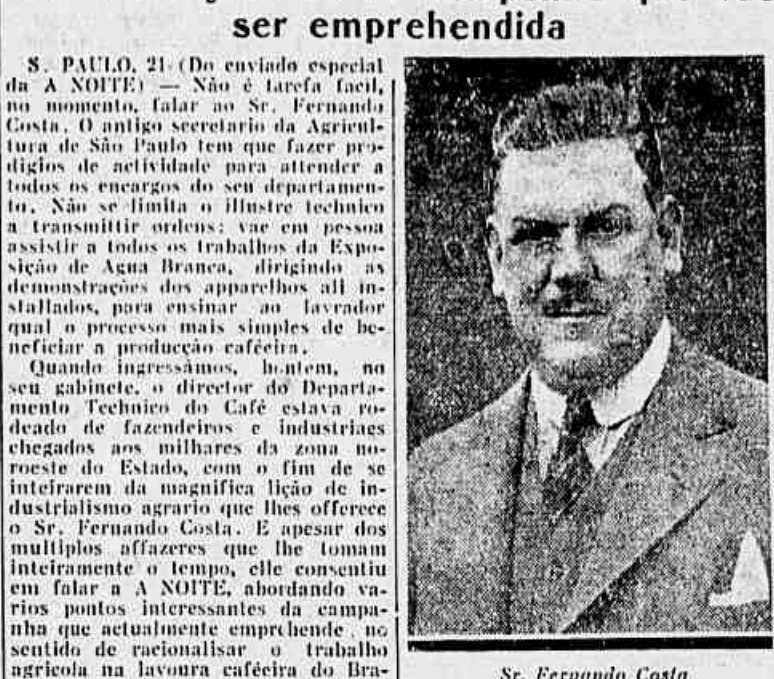 ser emprehendida
S. PAULO, 21 (Do enviado especial
da A NOITE) — Não é tarefa facil,
no momento, falar ao Sr. Fernando
Costa. O antigo secretario da Agricul-
tura de São Paulo tem que fazer pro-
digios de actividade para attender a
todos os encargos do seu departamen-
to. Não se limita o illustre technico
a transmittir ordens; vae em pessoa
assistir a todos os trabalhos da Expo-
sição de Agua Branca, dirigindo as
demonstrações dos apparelhos ali in-
stallados, para ensinar ao lavrador
qual o processo mais simples de be-
neficiar a producção caféeira.
Quando ingressámos, hontem, no
seu gabinete, o director do Departa-
mento Technico do Café estava ro-
deado de fazendeiros e industriaes
chegados aos milhares da zona no-
roeste do Estado, com o fim de se
inteirarem da magnifica lição de in-
dustrialismo agrario que lhes offerece
o Sr. Fernando Costa. E apesar dos
multiplos affazeres que lhe tomam
inteiramente o tempo, elle consentiu
em falar a A NOITE, abordando va-
rios pontos interessantes da campa-
nha que actualmente emprehende, no
sentido de racionalisar o trabalho
agricola na lavoura caféeira do Bra-
Sr. Fernando Costa